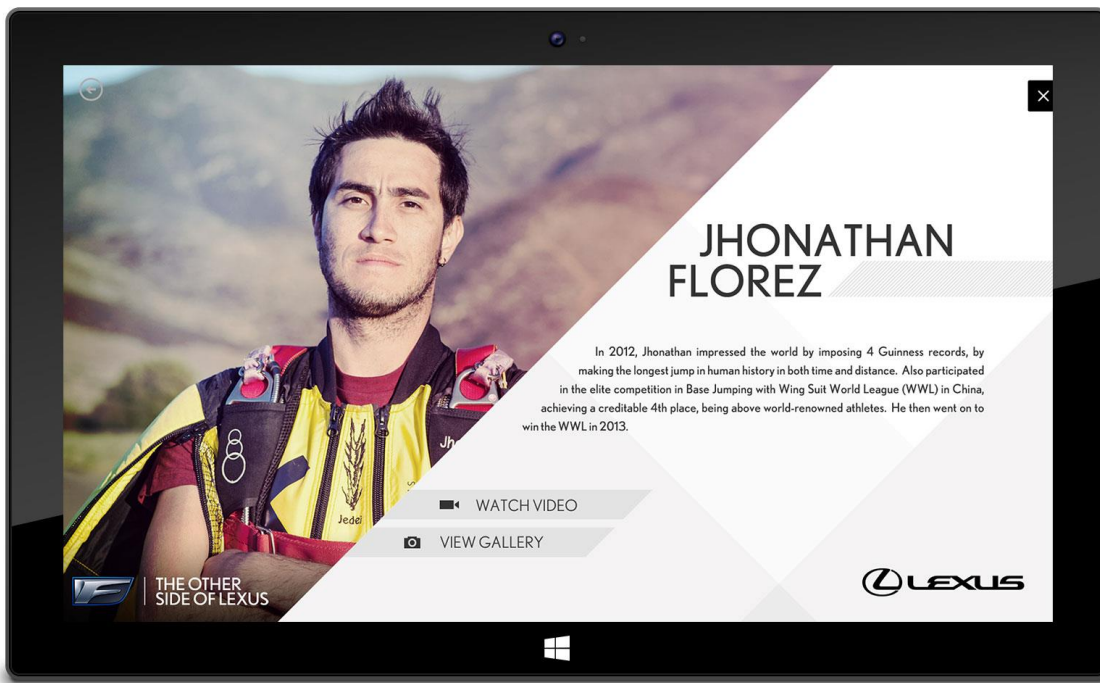 JHONATHAN
FLOREZ
In 2012, Jhonathan impressed the world by imposing 4 Guinness records, by
making the longest jump in human history in both time and distance. Also participated
in the elite competition in Base Jumping with Wing Suit World League (WWL) in China,
achieving a creditable 4th place, being above world-renowned athletes. He then went on to
win the WWL in 2013.
Jh
Jedei
WATCH VIDEO
VIEW GALLERY
F
THE OTHER
SIDE OF LEXUS
LEXUS